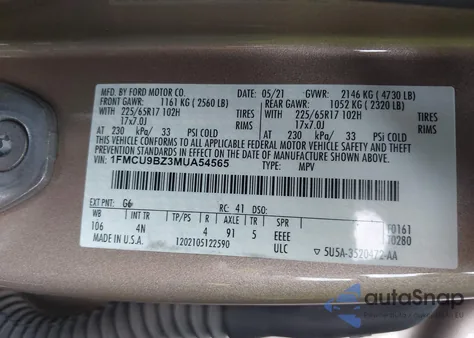 MFD. BY FORD MOTOR CO.
05/21 GVWR: 2146 KG (4730 LB)
FRONT GAWR: 1161 KG (2560 LB)
REAR GAWR: 1052 KG (2320 LB)
WITH 225/65R17 102H TIRES
17x7.0J
AT 230 kPa/ 33 PSI COLD
WITH 225/65R17 102H TIRES
17x7.0J RIMS
AT 230 kPa/ 33 PSI COLD
THIS VEHICLE CONFORMS TO ALL APPLICABLE FEDERAL MOTOR VEHICLE SAFETY AND THEFT PREVENTION STANDARDS IN EFFECT ON THE DATE OF MANUFACTURE SHOWN ABOVE.
VIN: 1FMCU9BZ3MUA54565
TYPE: MPV
EXT PNT: G6 RC: 41 DSO:
WB INT TR TP/PS R AXLE TR SPR
106 4N 4 91 5 EEEE
F0161
T0280
MADE IN U.S.A. 1202105122590 ULC
5U5A-3520472-AA
autoSnap